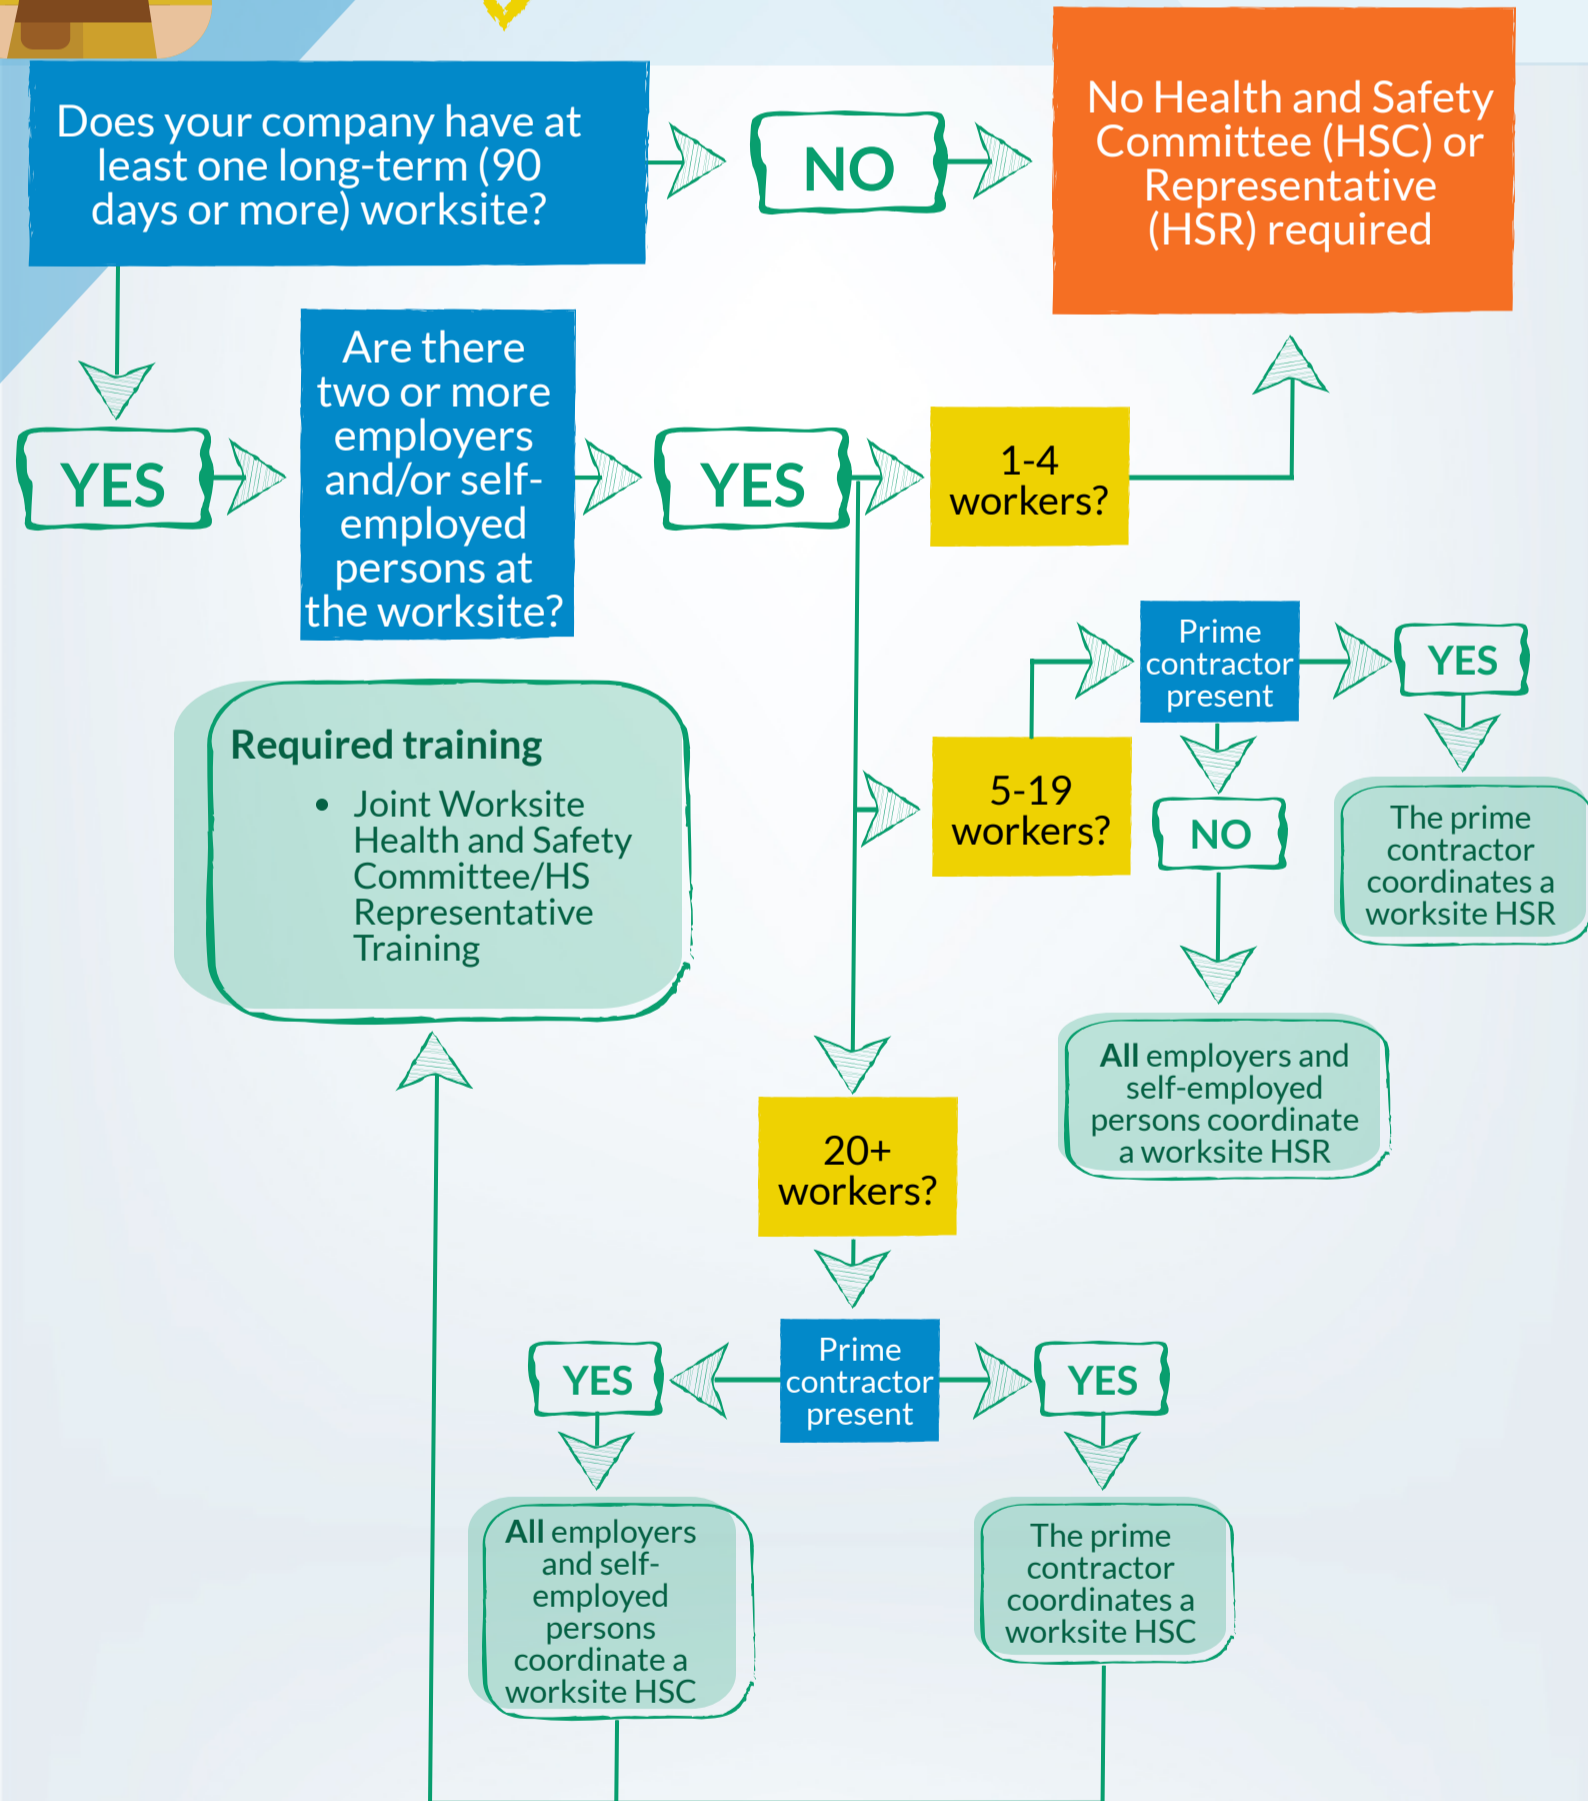 Does your company have at
least one long-term (90
days or more) worksite?
NO
No Health and Safety
Committee (HSC) or
Representative
(HSR) required
YES
Are there
two or more
employers
and/or self-
employed
persons at
the worksite?
YES
1-4
workers?
Prime
contractor
present
YES
5-19
workers?
NO
The prime
contractor
coordinates a
worksite HSR
All employers and
self-employed
persons coordinate
a worksite HSR
Required training
• Joint Worksite
Health and Safety
Committee/HS
Representative
Training
20+
workers?
Prime
contractor
present
YES
YES
All employers
and self-
employed
persons
coordinate a
worksite HSC
The prime
contractor
coordinates a
worksite HSC